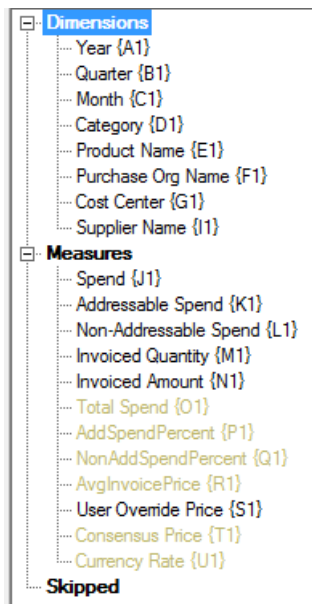 Dimensions
Year {A1}
Quarter {B1}
Month {C1}
Category {D1}
Product Name {E1}
Purchase Org Name {F1}
Cost Center {G1}
Supplier Name {I1}
Measures
Spend {J1}
Addressable Spend {K1}
Non-Addressable Spend {L1}
Invoiced Quantity {M1}
Invoiced Amount {N1}
Total Spend {O1}
AddSpendPercent {P1}
NonAddSpendPercent {Q1}
AvgInvoicePrice {R1}
User Override Price {S1}
Consensus Price {T1}
Currency Rate {U1}
Skipped